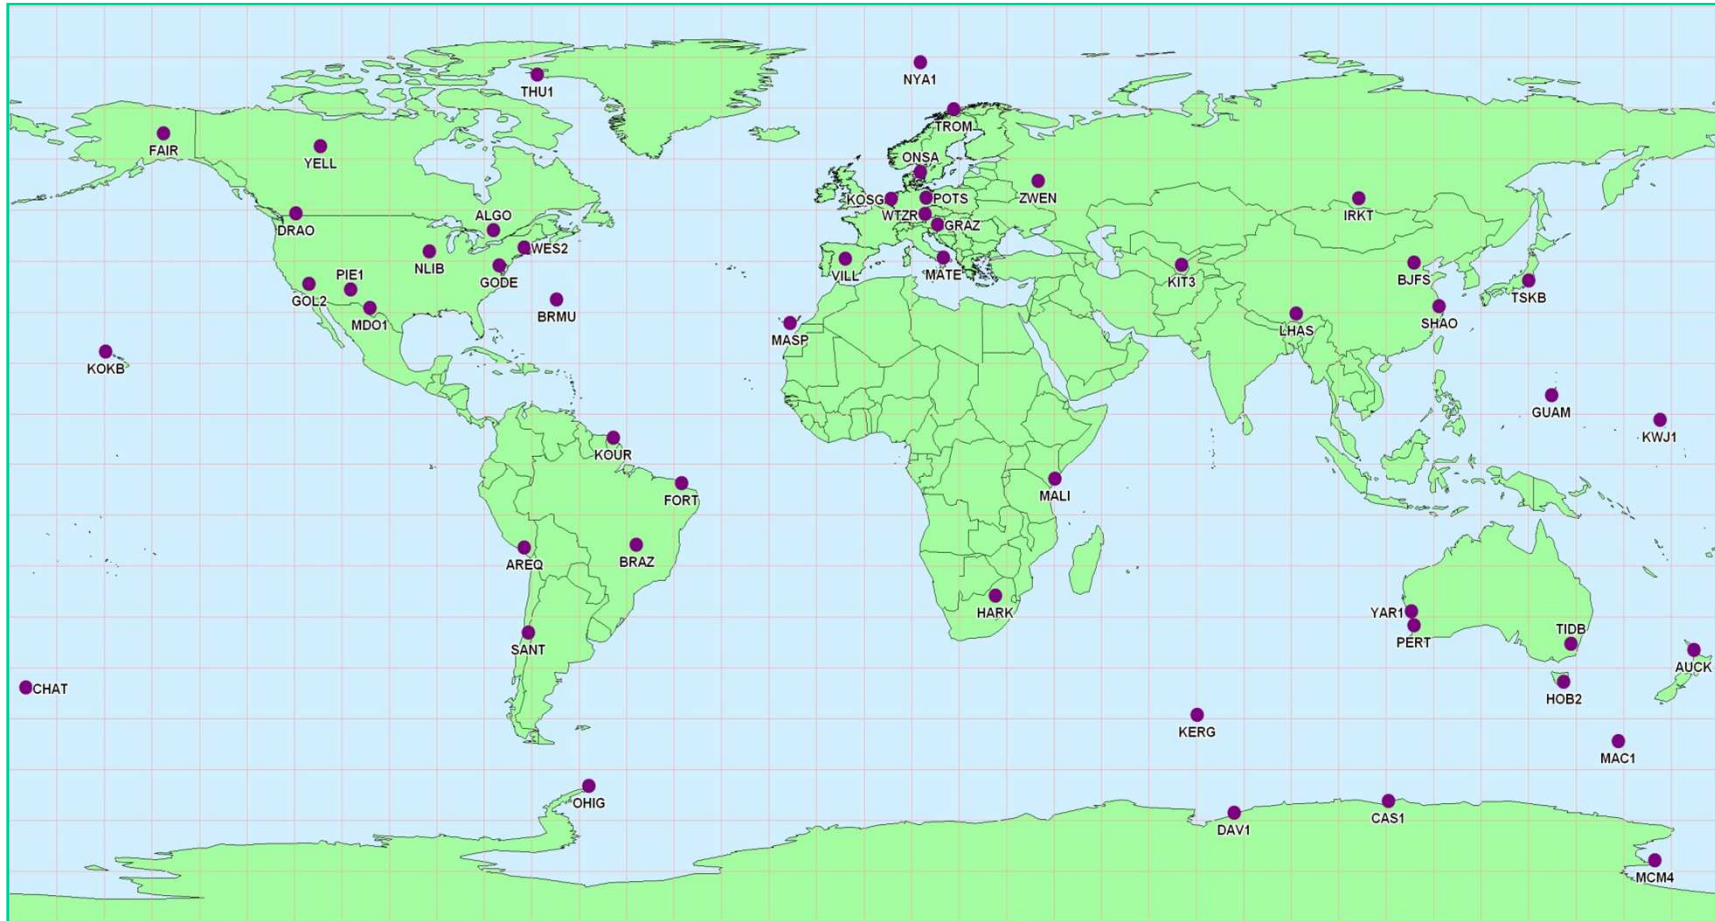 NYA1
THU1
TROM
FAIR
YELL
ONSA
ZWEN
KOSG
POTS
IRKT
WTZR
DRAO
ALGO
GRAZ
WES2
NLIB
GODE
VILL
MATE
KIT3
BJFS
PIE1
GOL2
TSKB
MDO1
BRMU
SHAO
LHAS
MASP
KOKB
GUAM
KWJ1
KOUR
FORT
MALI
AREQ
BRAZ
HARK
YAR1
PERT
TIDB
SANT
AUCK
CHAT
HOB2
KERG
MAC1
OHIG
CAS1
DAV1
MCM4